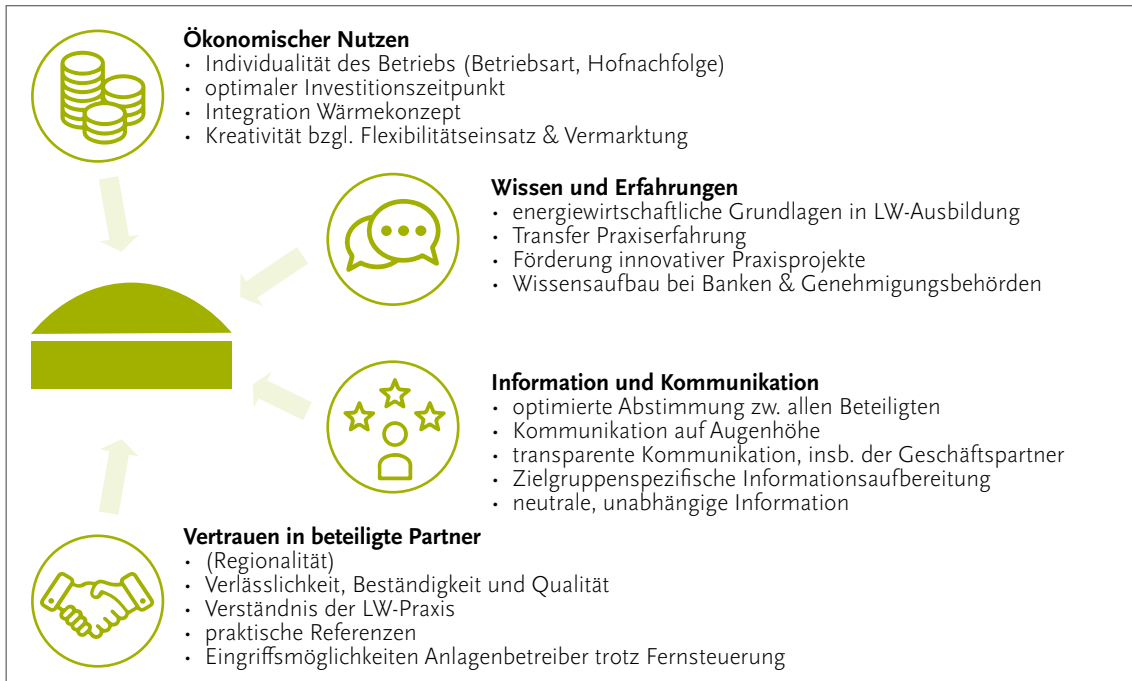 Ökonomischer Nutzen
• Individualität des Betriebs (Betriebsart, Hofnachfolge)
• optimaler Investitionszeitpunkt
• Integration Wärmekonzept
• Kreativität bzgl. Flexibilitätseinsatz & Vermarktung
Wissen und Erfahrungen
• energiewirtschaftliche Grundlagen in LW-Ausbildung
• Transfer Praxiserfahrung
• Förderung innovativer Praxisprojekte
• Wissensaufbau bei Banken & Genehmigungsbehörden
Information und Kommunikation
• optimierte Abstimmung zw. allen Beteiligten
• Kommunikation auf Augenhöhe
• transparente Kommunikation, insb. der Geschäftspartner
• Zielgruppenspezifische Informationsaufbereitung
• neutrale, unabhängige Information
Vertrauen in beteiligte Partner
• (Regionalität)
• Verlässlichkeit, Beständigkeit und Qualität
• Verständnis der LW-Praxis
• praktische Referenzen
• Eingriffsmöglichkeiten Anlagenbetreiber trotz Fernsteuerung